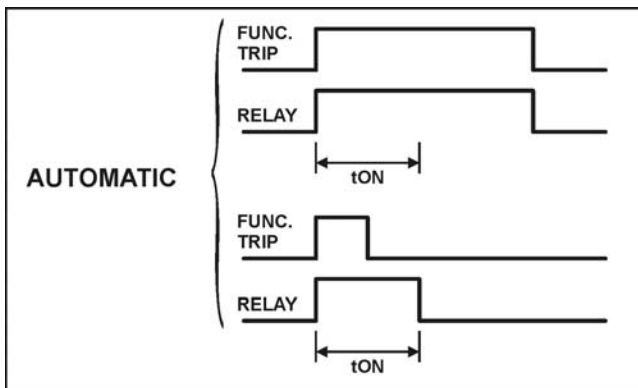 FUNC.
TRIP
RELAY
tON
AUTOMATIC
FUNC.
TRIP
RELAY
tON